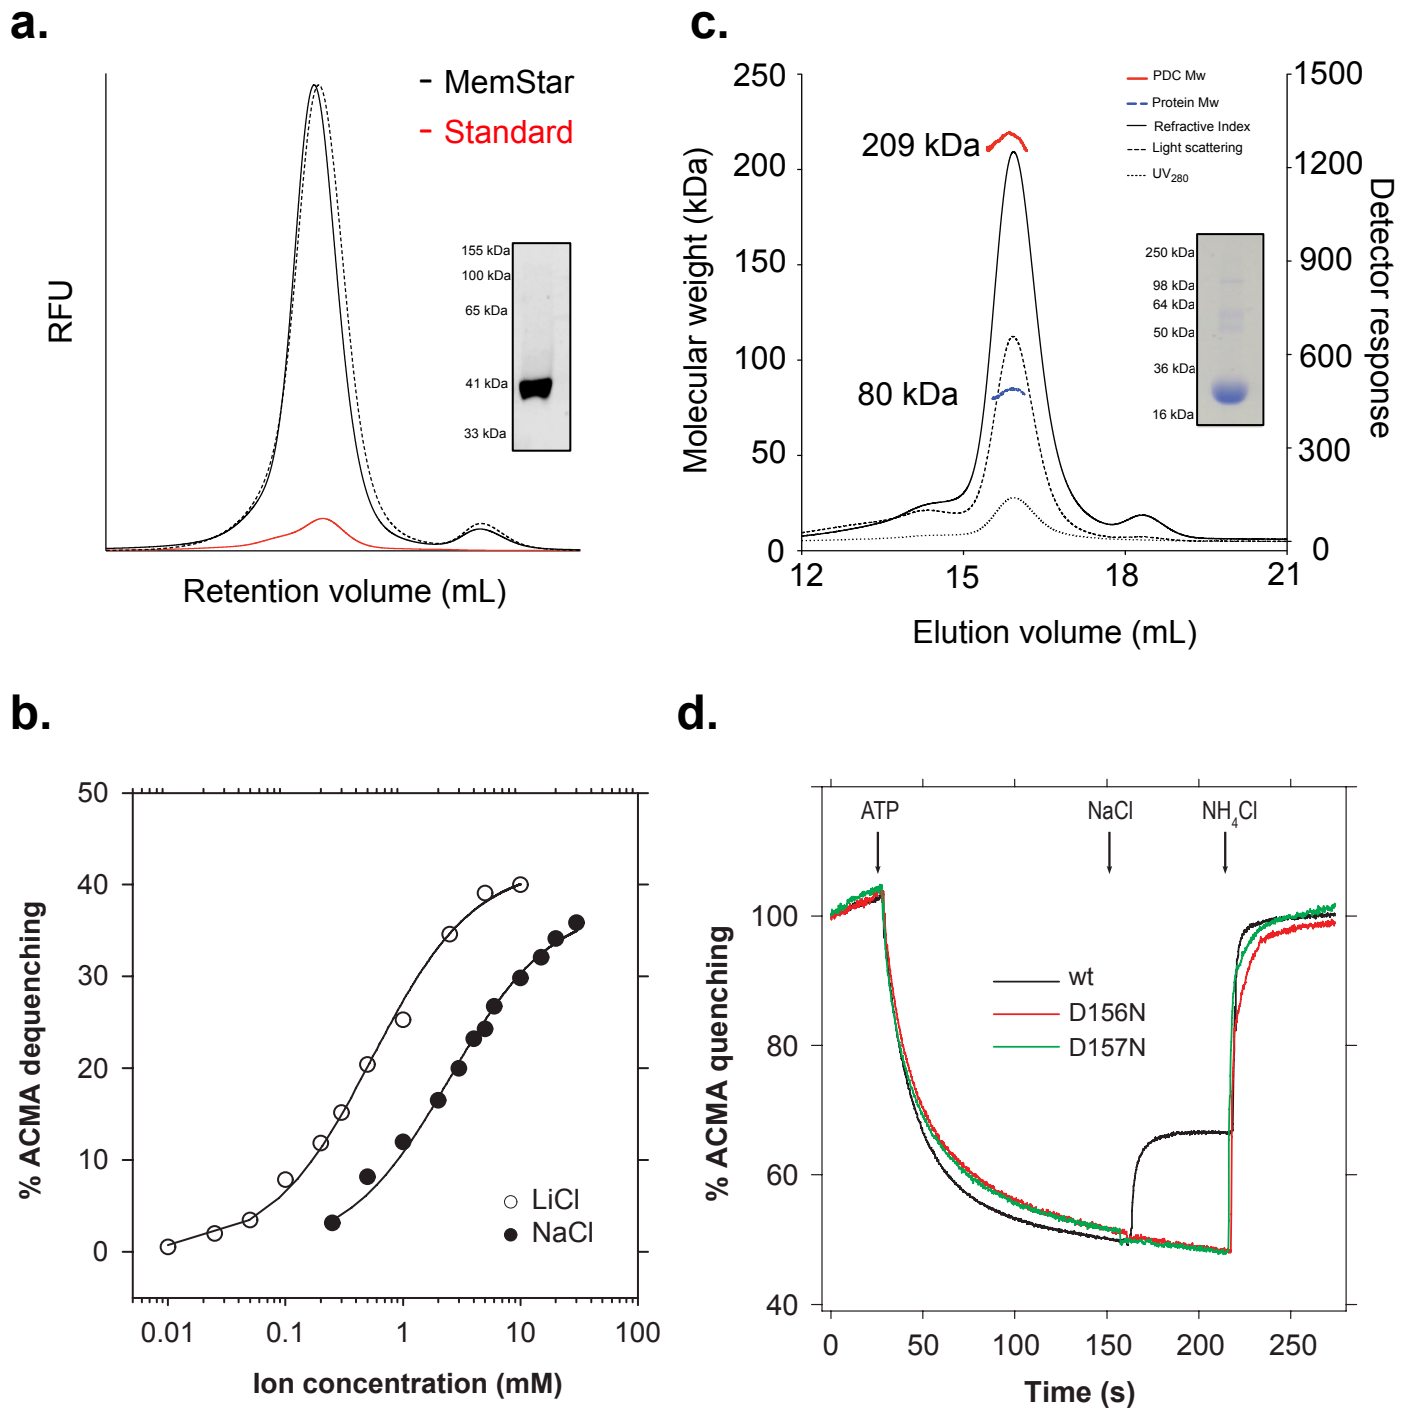 a.
- MemStar
- Standard
RFU
155 kDa
100 kDa
65 kDa
41 kDa
33 kDa
Retention volume (mL)
c.
250
200
150
100
50
0
Molecular weight (kDa)
1500
1200
900
600
300
0
Detector response
PDC Mw
Protein Mw
Refractive Index
Light scattering
UV280
209 kDa
80 kDa
250 kDa
98 kDa
64 kDa
50 kDa
36 kDa
16 kDa
12 15 18 21
Elution volume (mL)
b.
50
40
30
20
10
0
% ACMA dequenching
LiCl
NaCl
0.01 0.1 1 10 100
Ion concentration (mM)
d.
ATP NaCl NH4Cl
100
80
60
40
% ACMA quenching
wt
D156N
D157N
0 50 100 150 200 250
Time (s)